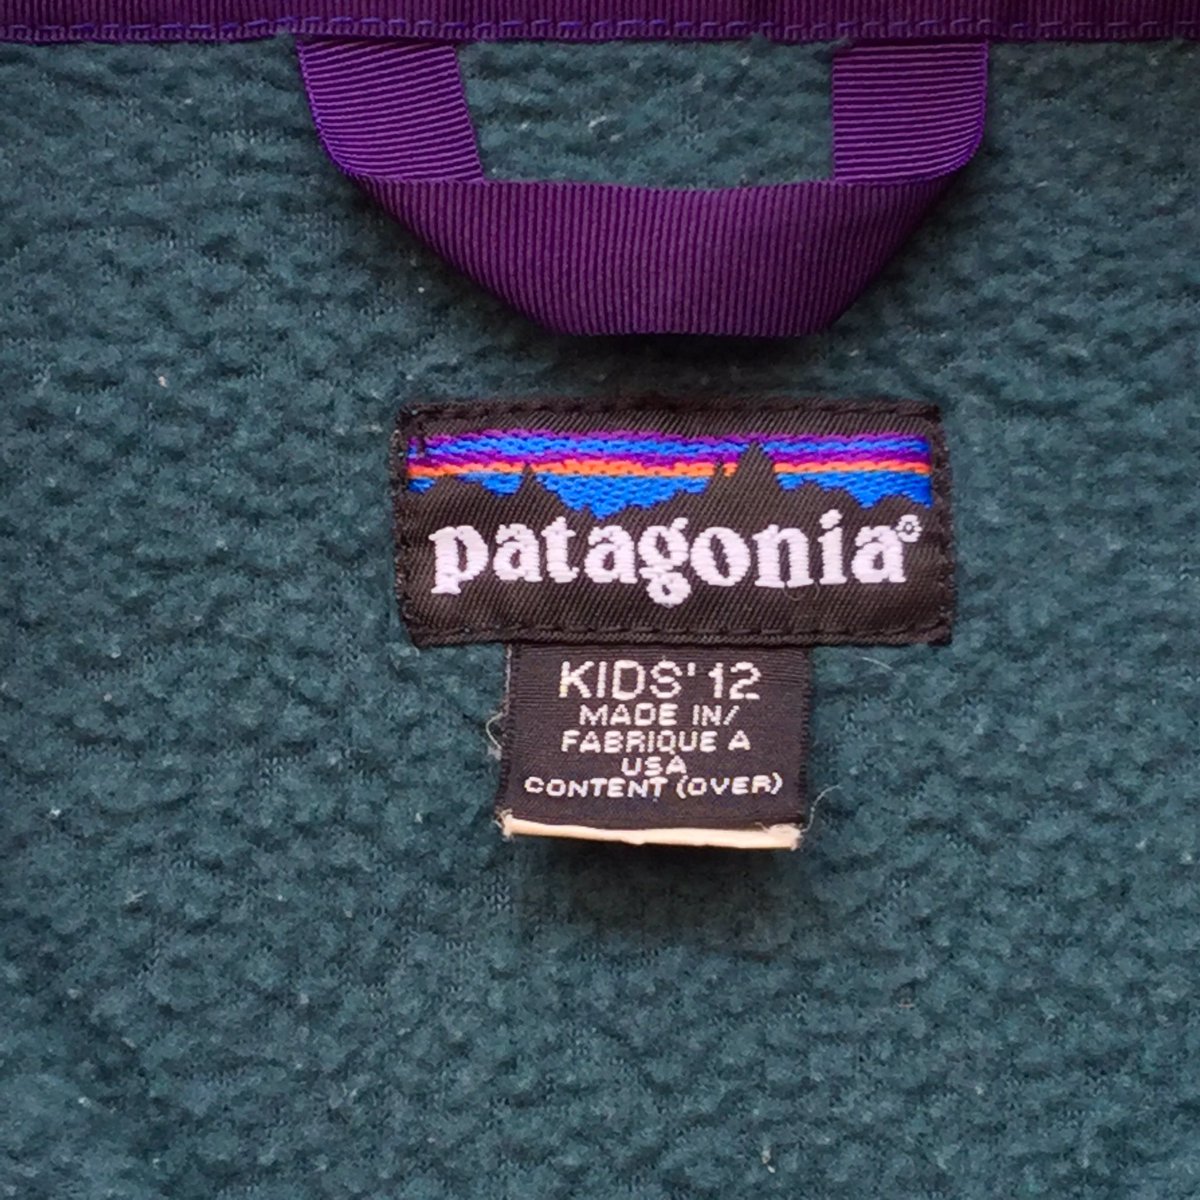 patagonia®
KIDS' 12
MADE IN/
FABRIQUE A
USA
CONTENT (OVER)